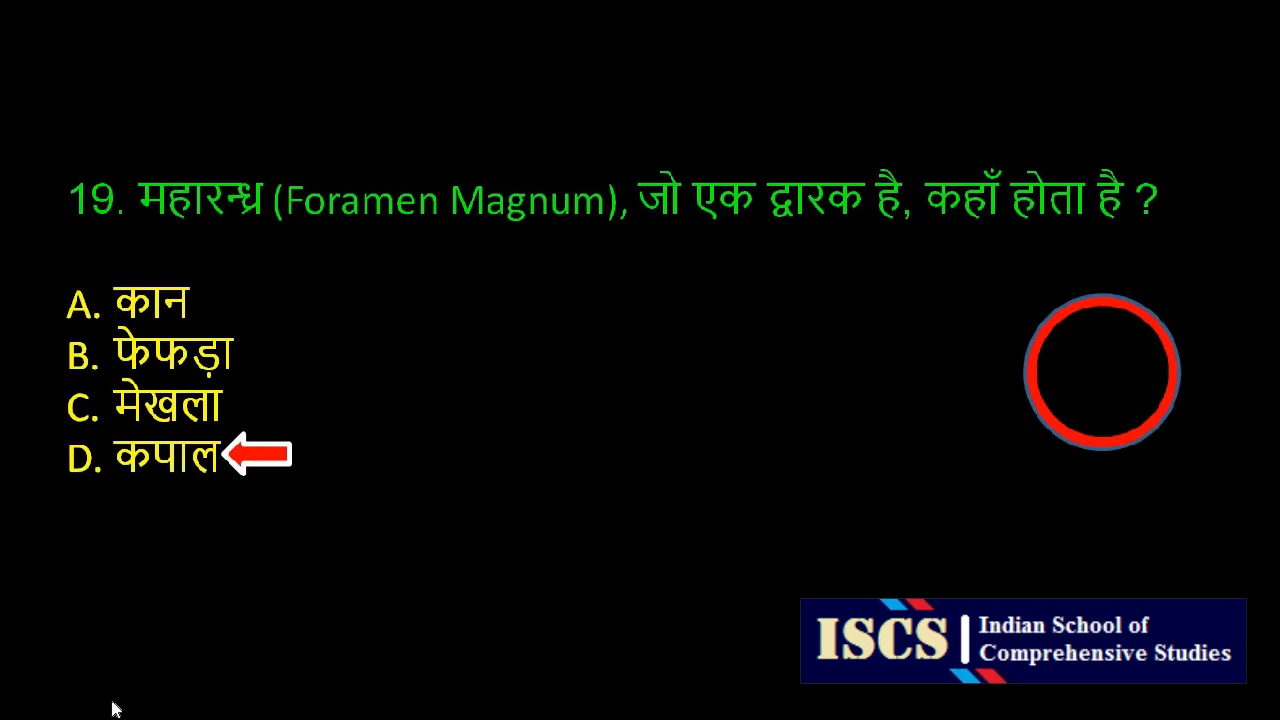 19. महारन्ध्र (Foramen Magnum), जो एक द्वारक है, कहाँ होता है ?
A. कान
B. फेफड़ा
C. मेखला
D. कपाल
ISCS
Indian School of
Comprehensive Studies